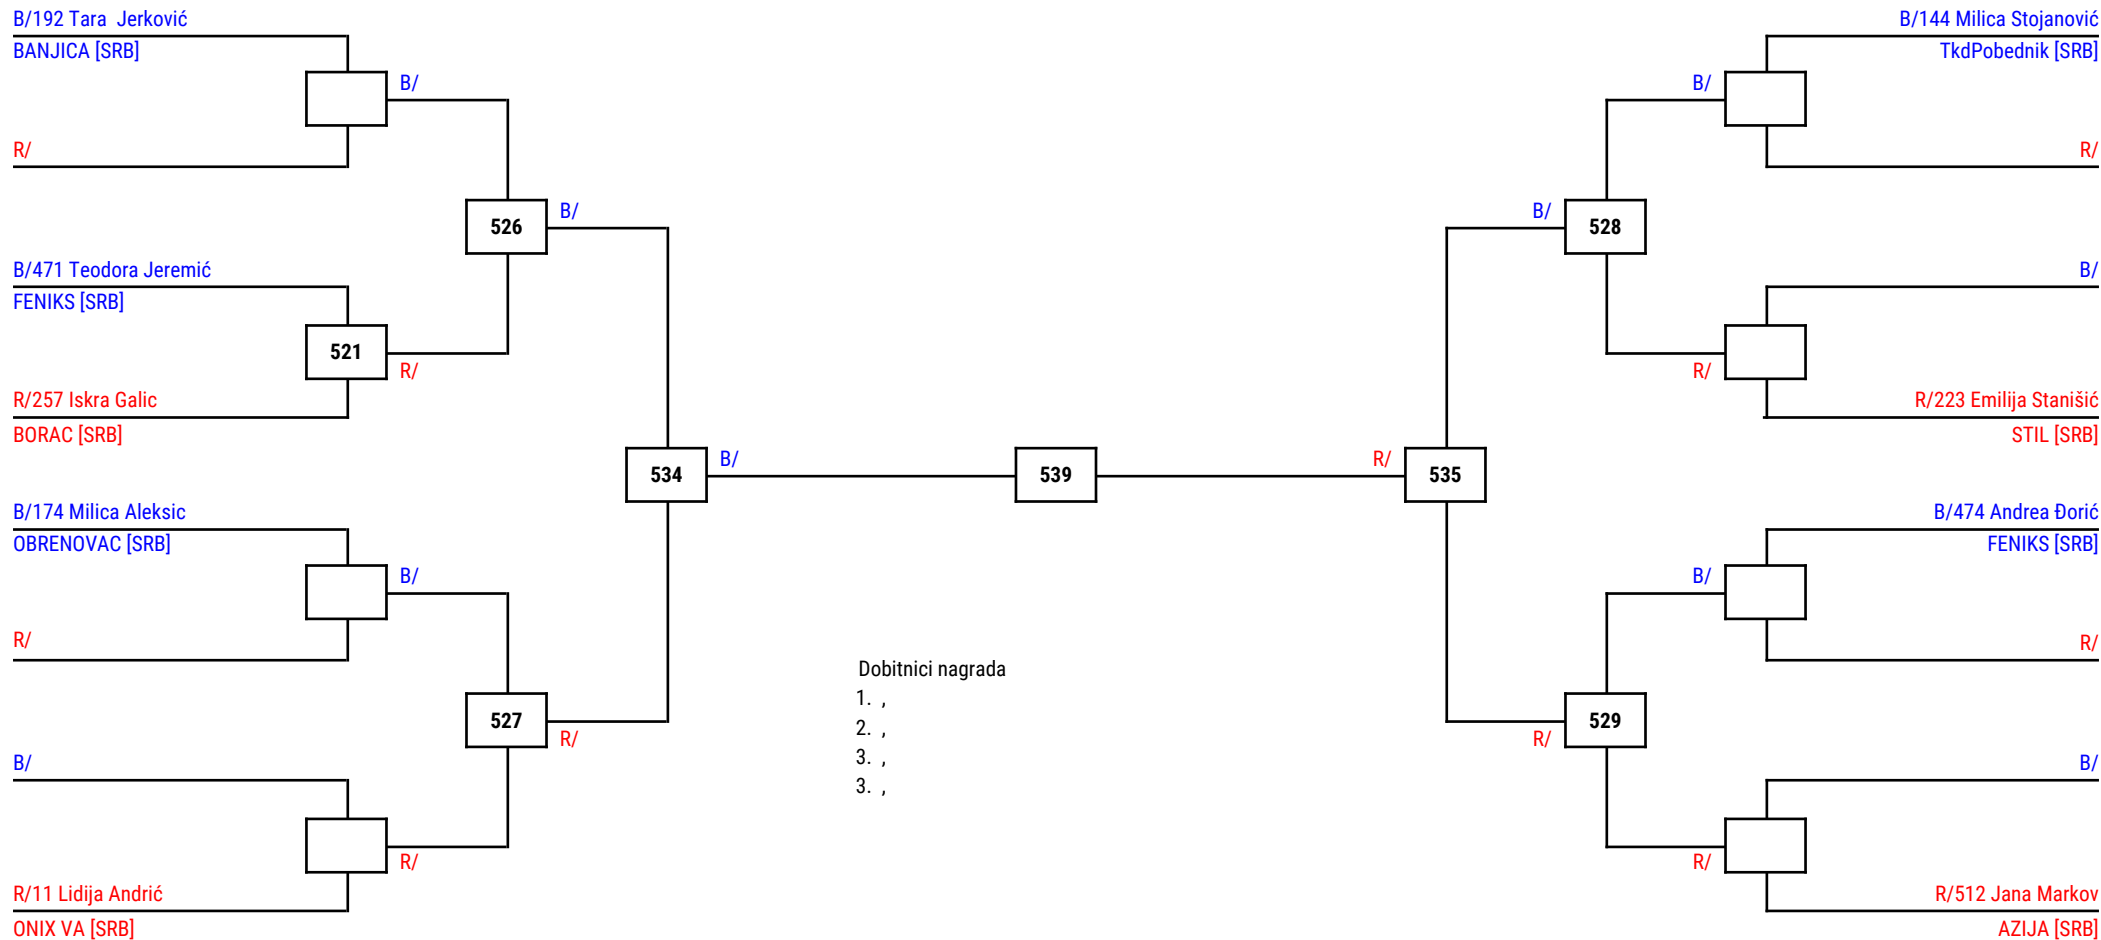 B/192 Tara  Jerković
BANJICA [SRB]
B/
R/
526
B/
B/471 Teodora Jeremić
FENIKS [SRB]
521
R/
R/257 Iskra Galic
BORAC [SRB]
534
B/
B/174 Milica Aleksic
OBRENOVAC [SRB]
B/
R/
527
R/
B/
R/
R/11 Lidija Andrić
ONIX VA [SRB]
539
Dobitnici nagrada
1. ,
2. ,
3. ,
3. ,
B/144 Milica Stojanović
TkdPobednik [SRB]
B/
R/
B/
528
B/
R/
R/223 Emilija Stanišić
STIL [SRB]
R/
535
B/474 Andrea Đorić
FENIKS [SRB]
B/
R/
529
R/
B/
R/
R/512 Jana Markov
AZIJA [SRB]